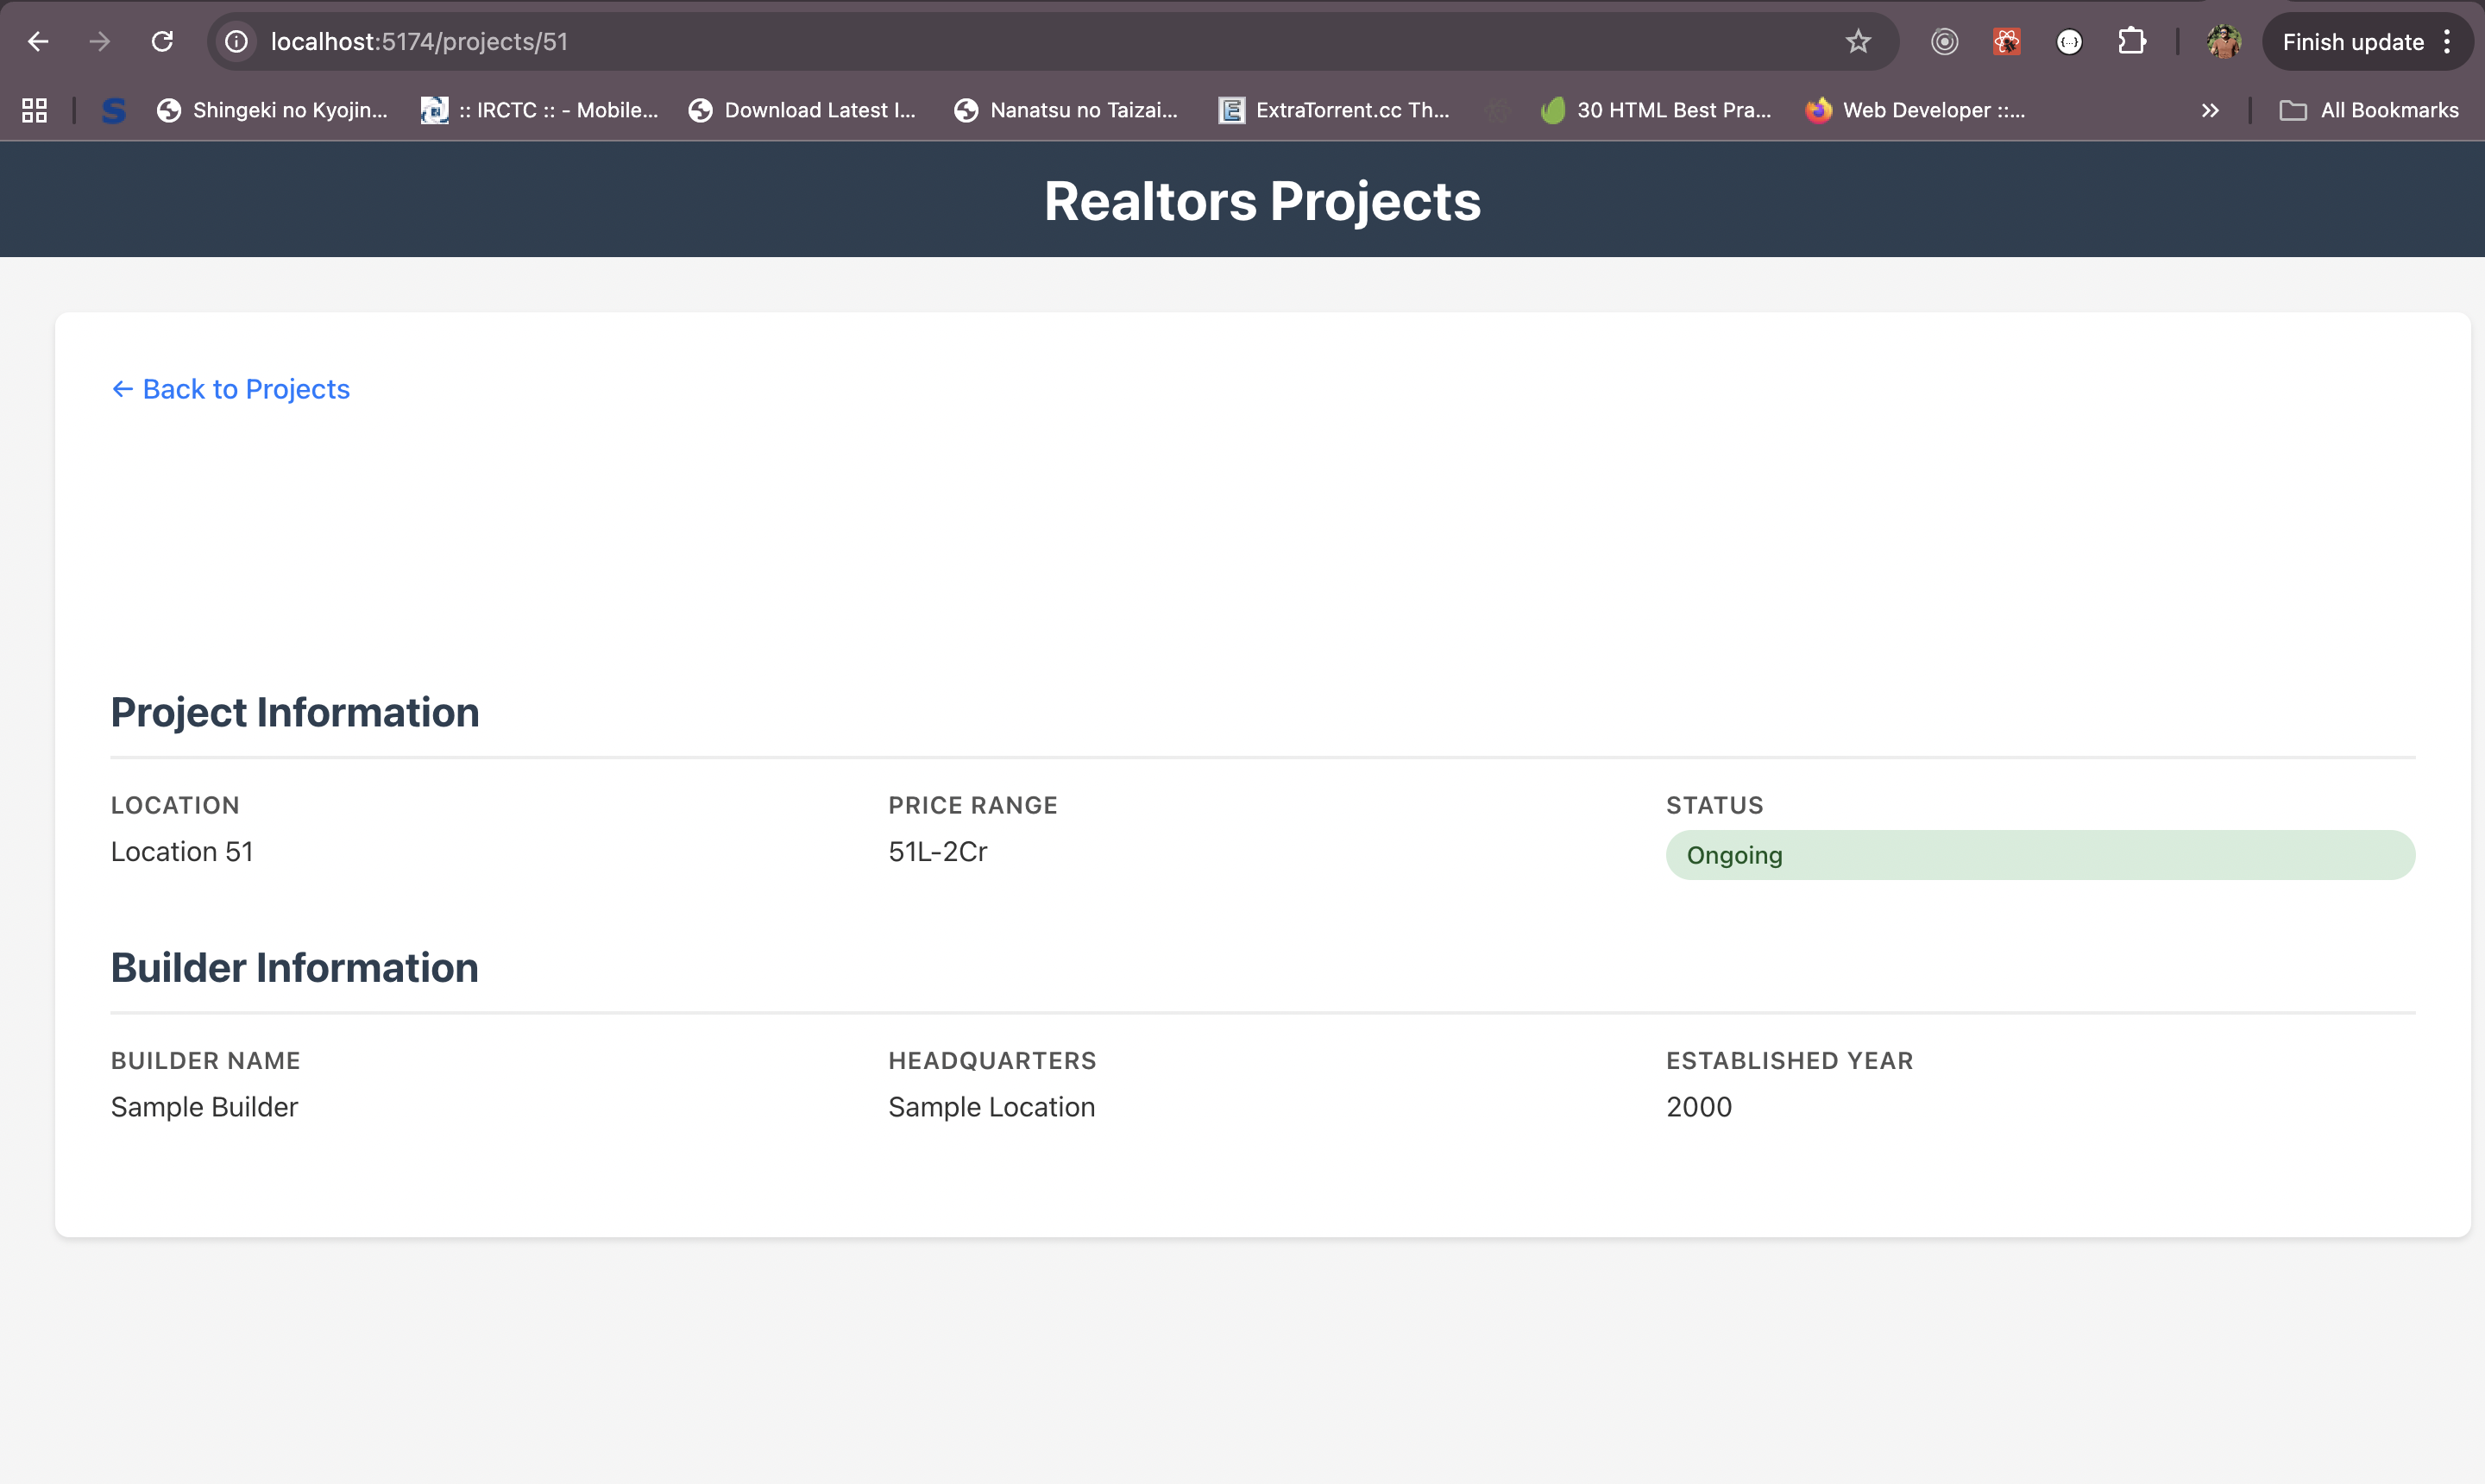 localhost:5174/projects/51
Finish update
Shingeki no Kyojin...
:: IRCTC :: - Mobile...
Download Latest I...
Nanatsu no Taizai...
ExtraTorrent.cc Th...
30 HTML Best Pra...
Web Developer ::...
All Bookmarks
Realtors Projects
← Back to Projects
Project Information
LOCATION
Location 51
PRICE RANGE
51L-2Cr
STATUS
Ongoing
Builder Information
BUILDER NAME
Sample Builder
HEADQUARTERS
Sample Location
ESTABLISHED YEAR
2000